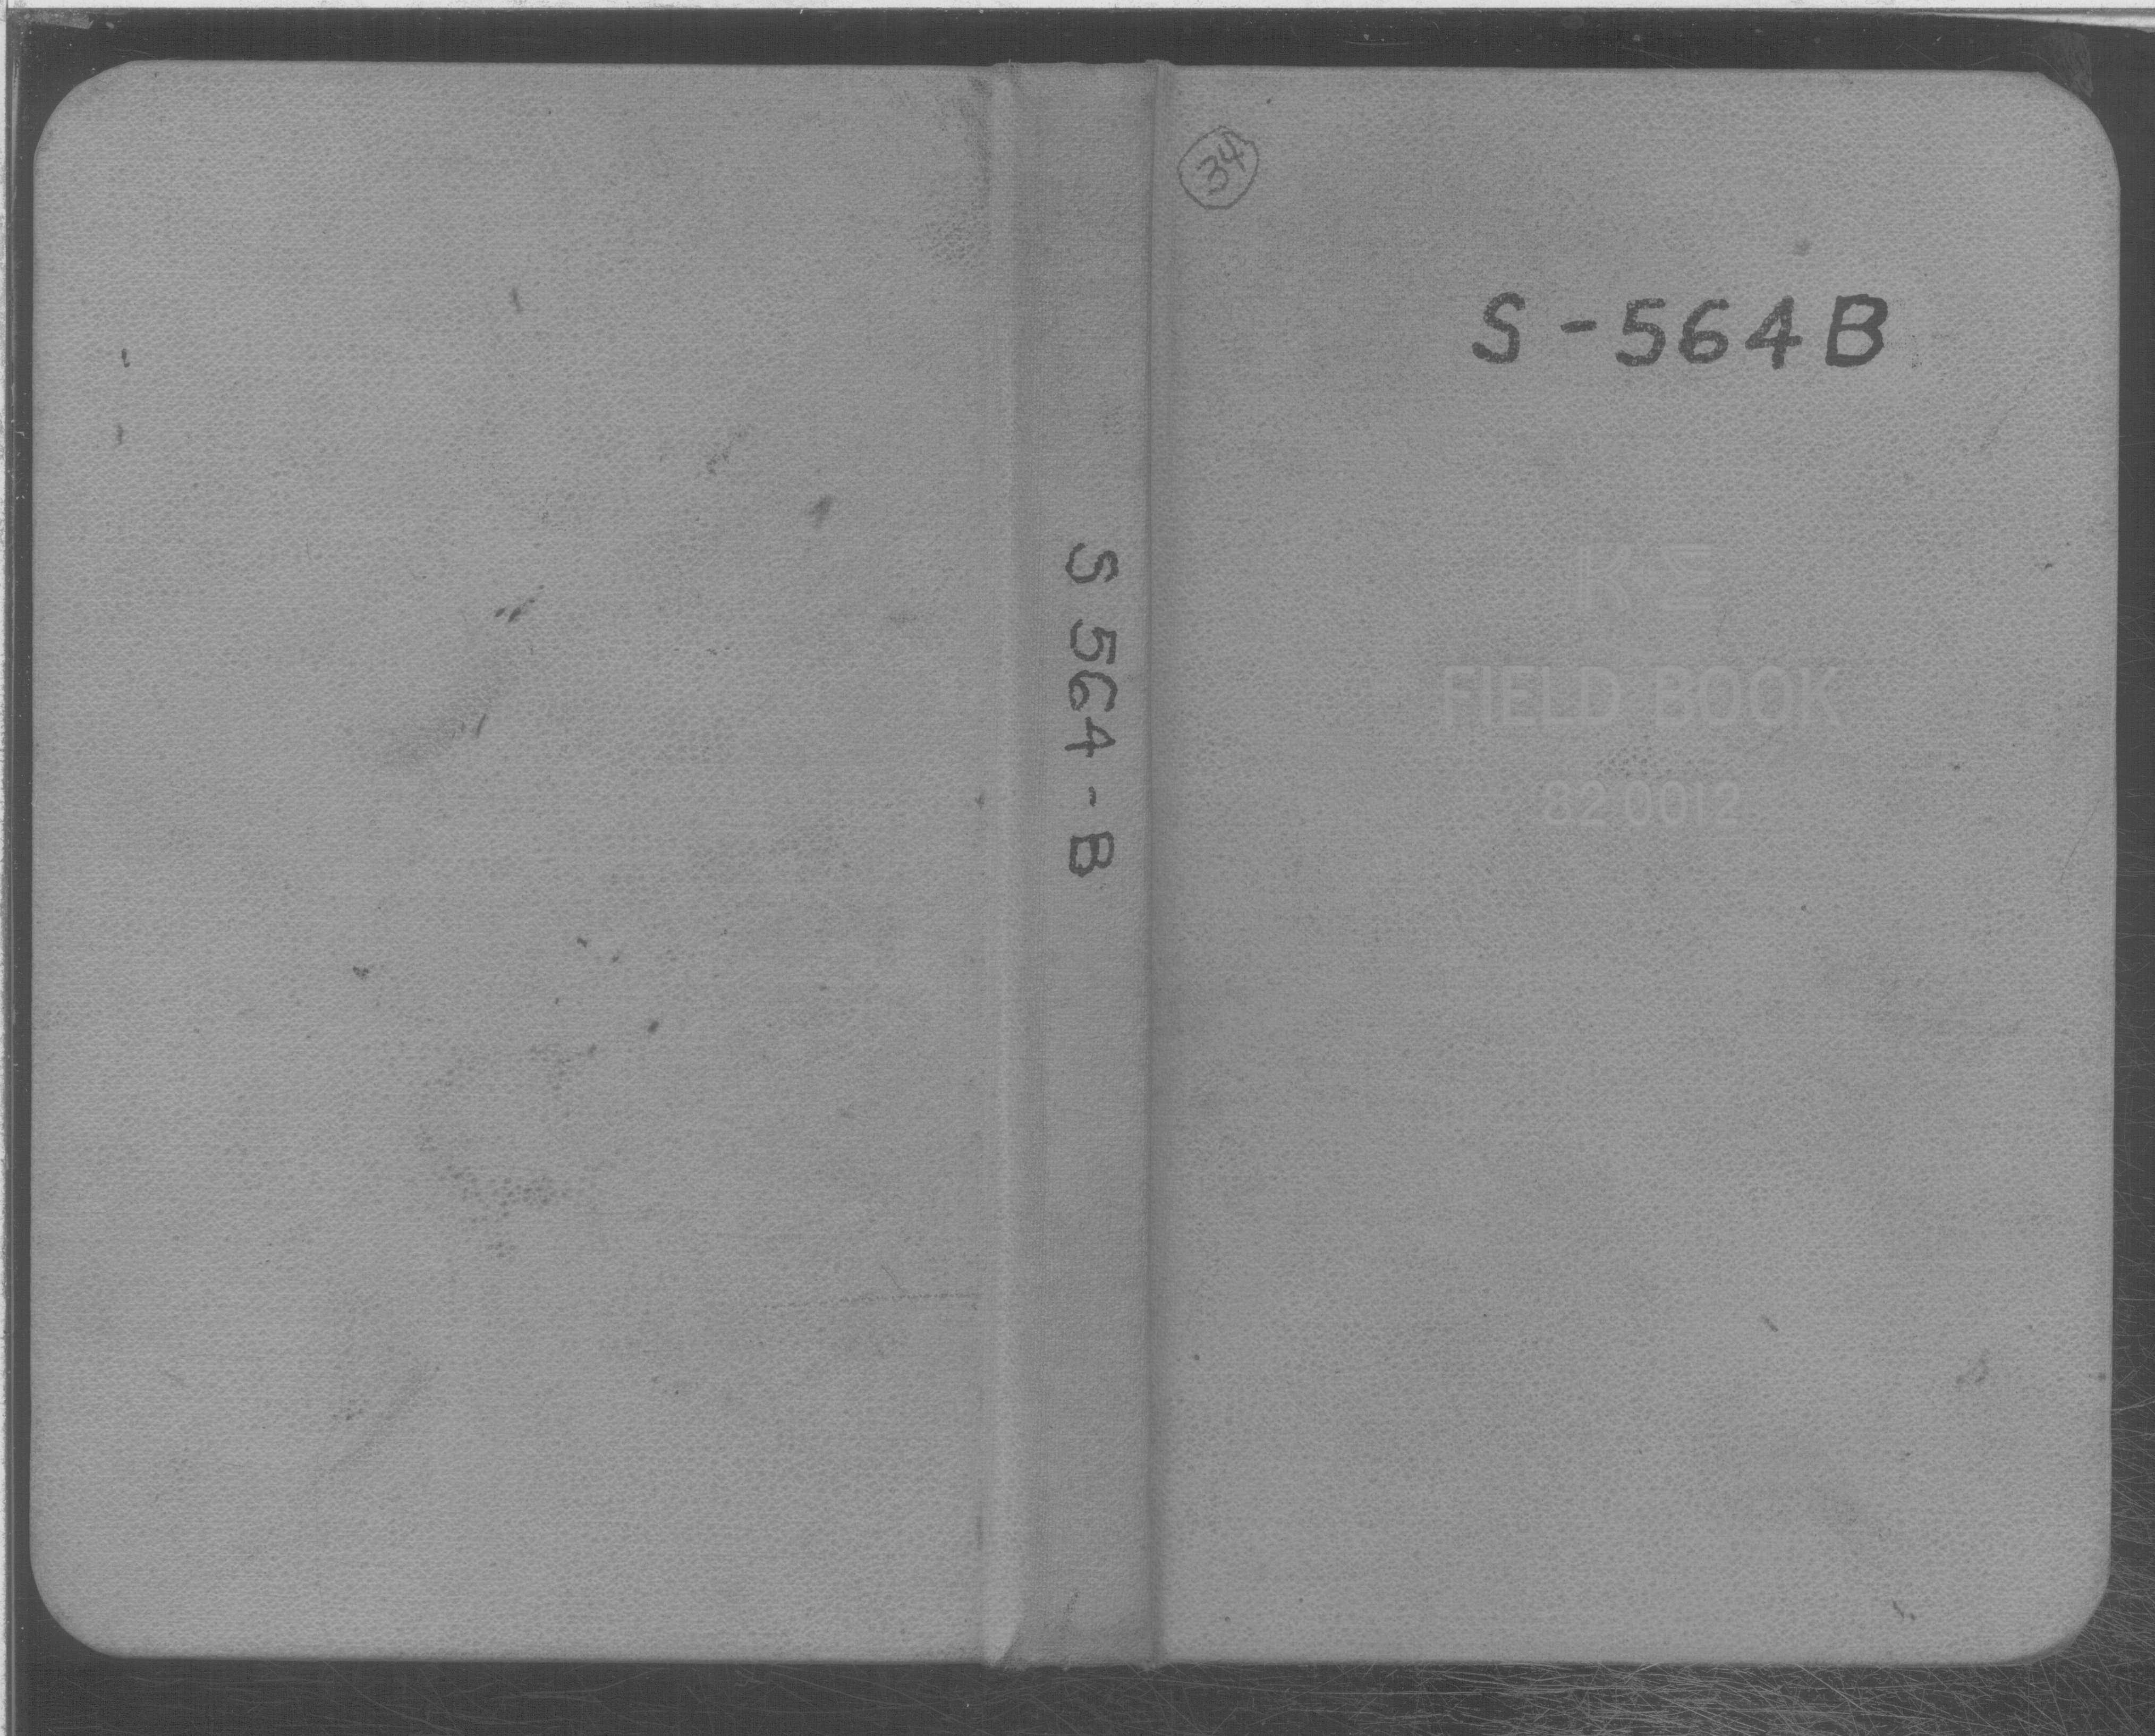 34
S-564B
K+E
FIELD BOOK
82 0012
S 564-B